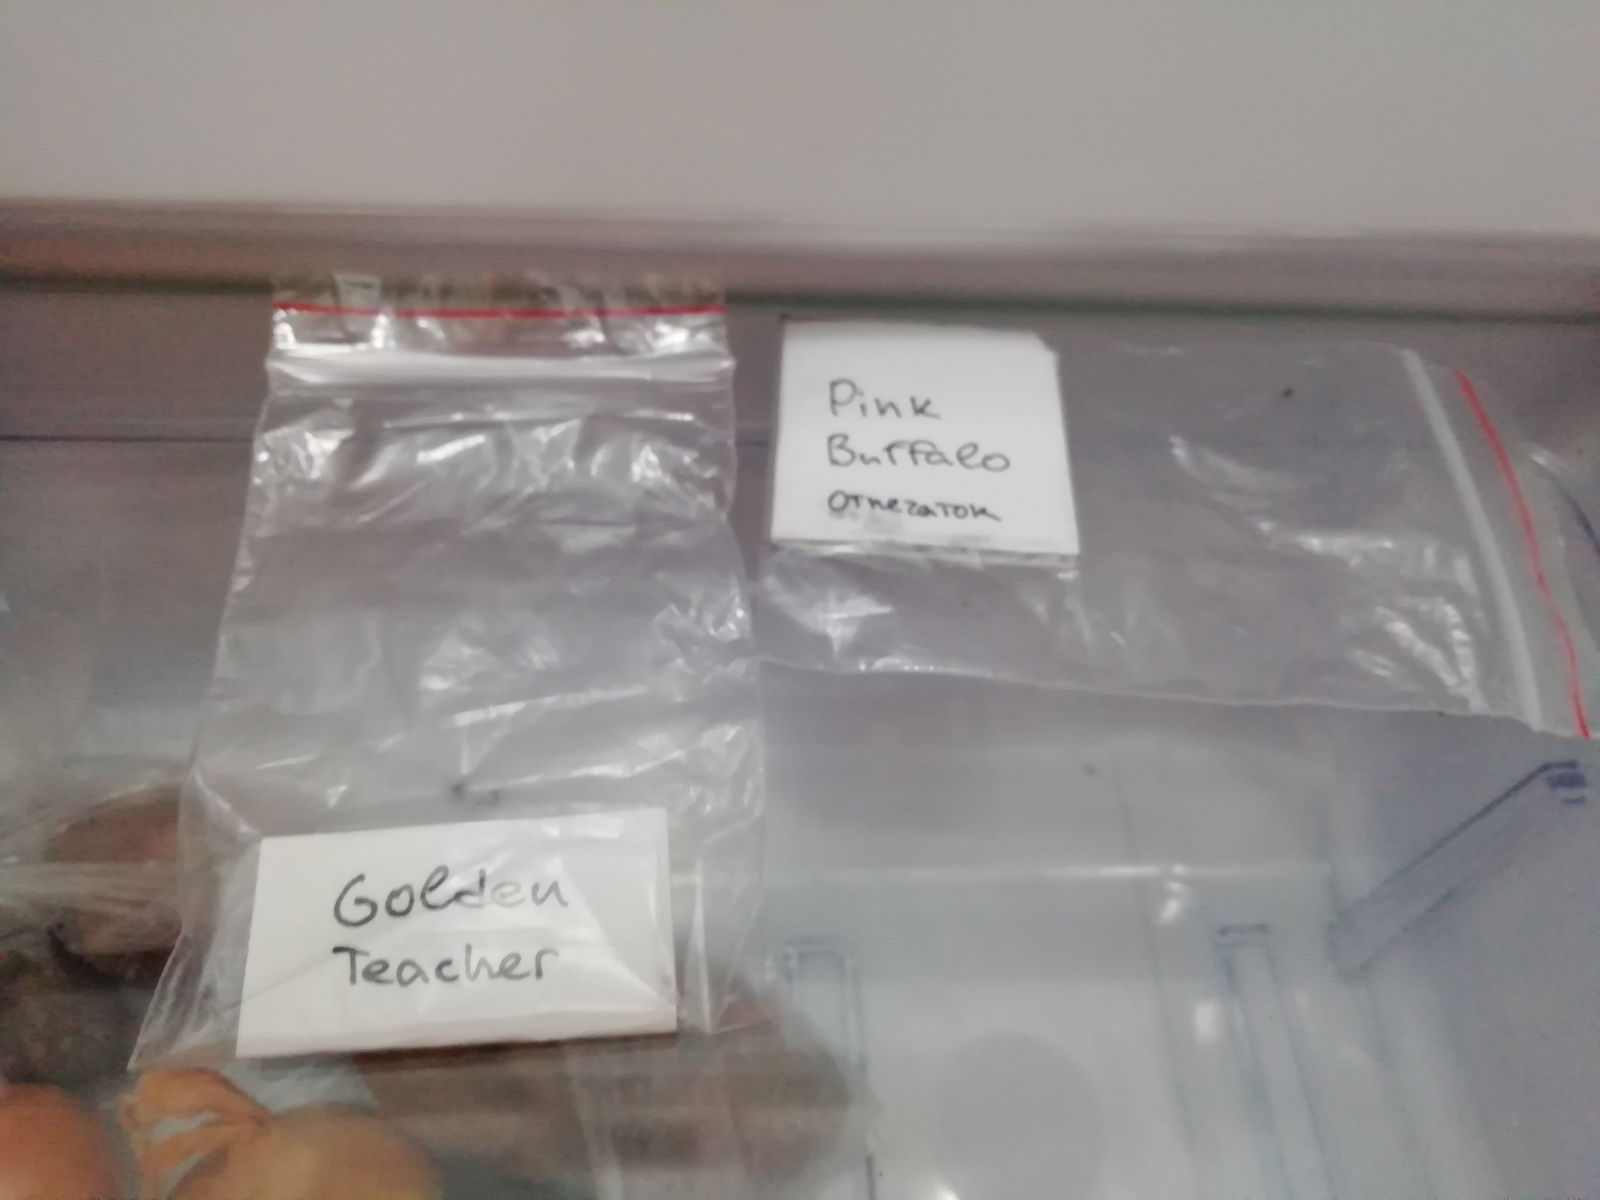 Golden
Teacher
Pink
Buffalo
отпечаток